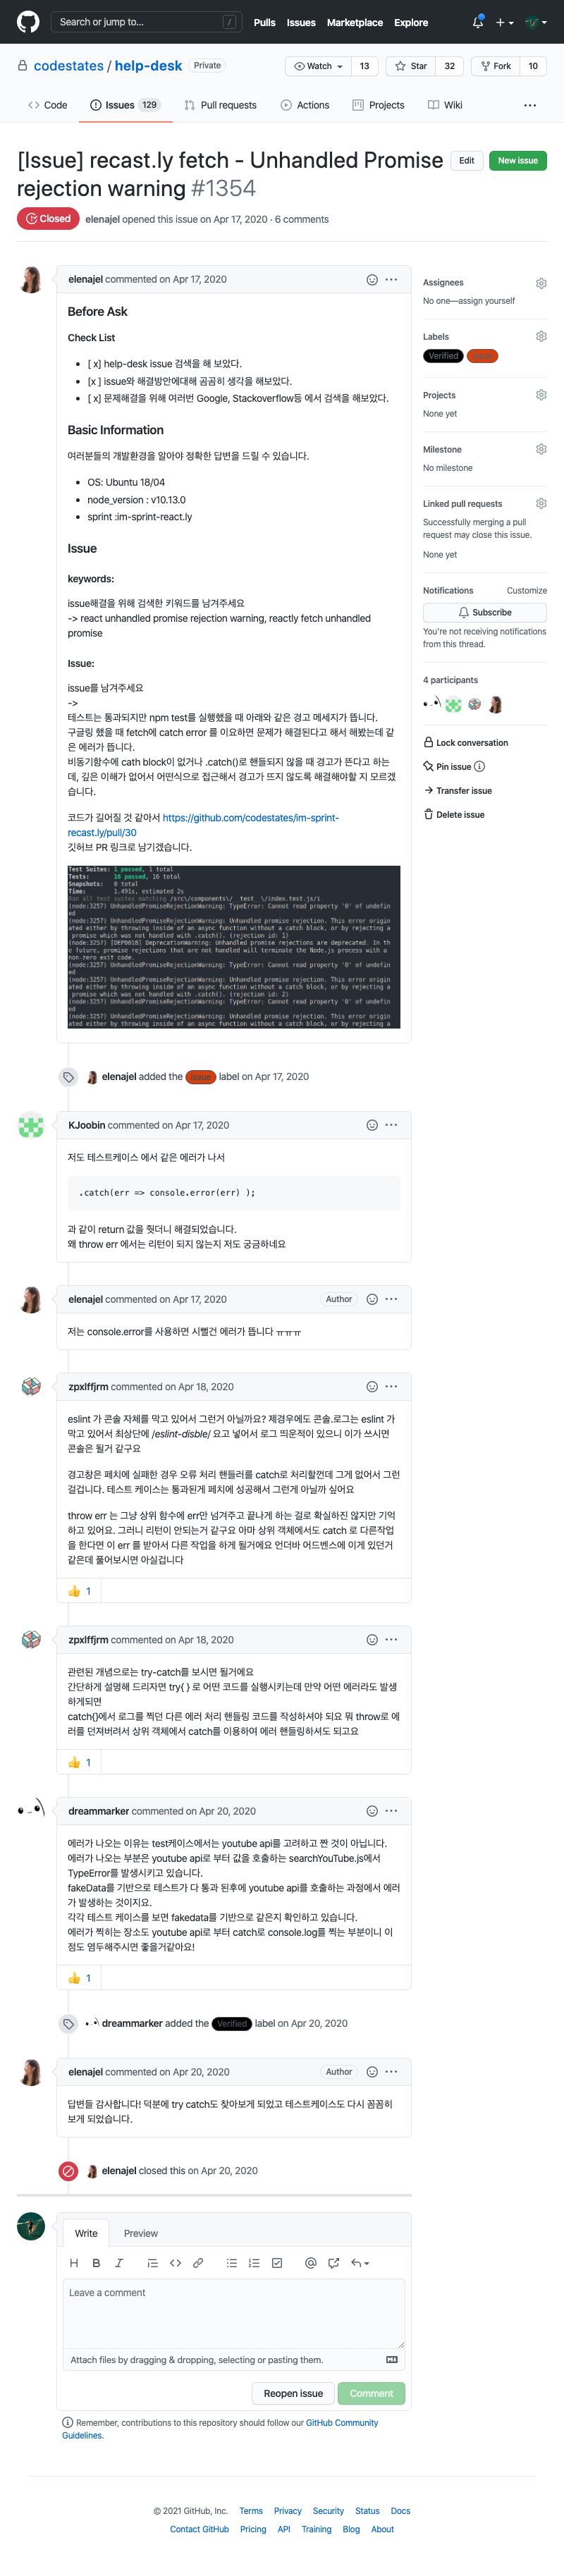 Search or jump to...
/
Pulls Issues Marketplace Explore
codestates / help-desk Private
Watch 13 Star 32 Fork 10
Code Issues 129 Pull requests Actions Projects Wiki
[Issue] recast.ly fetch - Unhandled Promise
rejection warning #1354
Edit New issue
Closed elenajel opened this issue on Apr 17, 2020 · 6 comments
elenajel commented on Apr 17, 2020
Before Ask
Check List
[ x] help-desk issue 검색을 해 보았다.
[x ] issue와 해결방안에대해 곰곰히 생각을 해보았다.
[ x] 문제해결을 위해 여러번 Google, Stackoverflow등 에서 검색을 해보았다.
Basic Information
여러분들의 개발환경을 알아야 정확한 답변을 드릴 수 있습니다.
OS: Ubuntu 18/04
node_version : v10.13.0
sprint :im-sprint-react.ly
Issue
keywords:
issue해결을 위해 검색한 키워드를 남겨주세요
-> react unhandled promise rejection warning, reactly fetch unhandled
promise
Issue:
issue를 남겨주세요
->
테스트는 통과되지만 npm test를 실행했을 때 아래와 같은 경고 메세지가 뜹니다.
구글링 했을 때 fetch에 catch error 를 이요하면 문제가 해결된다고 해서 해봤는데 같
은 에러가 뜹니다.
비동기함수에 cath block이 없거나 .catch()로 핸들되지 않을 때 경고가 뜬다고 하는
데, 깊은 이해가 없어서 어떤식으로 접근해서 경고가 뜨지 않도록 해결해야할 지 모르겠
습니다.
코드가 길어질 것 같아서 https://github.com/codestates/im-sprint-
recast.ly/pull/30
깃허브 PR 링크로 남기겠습니다.
Test Suites: 1 passed, 1 total
Tests: 16 passed, 16 total
Snapshots: 0 total
Time: 1.491s, estimated 2s
Ran all test suites matching /src\/components\/__test__\/index.test.js/i.
(node:3257) UnhandledPromiseRejectionWarning: TypeError: Cannot read property '0' of undefin
ed
(node:3257) UnhandledPromiseRejectionWarning: Unhandled promise rejection. This error origin
ated either by throwing inside of an async function without a catch block, or by rejecting a
promise which was not handled with .catch(). (rejection id: 1)
(node:3257) [DEP0018] DeprecationWarning: Unhandled promise rejections are deprecated. In th
e future, promise rejections that are not handled will terminate the Node.js process with a
non-zero exit code.
(node:3257) UnhandledPromiseRejectionWarning: TypeError: Cannot read property '0' of undefin
ed
(node:3257) UnhandledPromiseRejectionWarning: Unhandled promise rejection. This error origin
ated either by throwing inside of an async function without a catch block, or by rejecting a
promise which was not handled with .catch(). (rejection id: 2)
(node:3257) UnhandledPromiseRejectionWarning: TypeError: Cannot read property '0' of undefin
ed
(node:3257) UnhandledPromiseRejectionWarning: Unhandled promise rejection. This error origin
ated either by throwing inside of an async function without a catch block, or by rejecting a
Assignees
No one—assign yourself
Labels
Verified issue
Projects
None yet
Milestone
No milestone
Linked pull requests
Successfully merging a pull
request may close this issue.
None yet
Notifications Customize
Subscribe
You're not receiving notifications
from this thread.
4 participants
Lock conversation
Pin issue
Transfer issue
Delete issue
elenajel added the issue label on Apr 17, 2020
KJoobin commented on Apr 17, 2020
저도 테스트케이스 에서 같은 에러가 나서
.catch(err => console.error(err) );
과 같이 return 값을 줫더니 해결되었습니다.
왜 throw err 에서는 리턴이 되지 않는지 저도 궁금하네요
elenajel commented on Apr 17, 2020 Author
저는 console.error를 사용하면 시뻘건 에러가 뜹니다 ㅠㅠㅠ
zpxlffjrm commented on Apr 18, 2020
eslint 가 콘솔 자체를 막고 있어서 그런거 아닐까요? 제경우에도 콘솔.로그는 eslint 가
막고 있어서 최상단에 /eslint-disble/ 요고 넣어서 로그 띄운적이 있으니 이가 쓰시면
콘솔은 될거 같구요
경고창은 페치에 실패한 경우 오류 처리 핸들러를 catch로 처리할껀데 그게 없어서 그런
걸겁니다. 테스트 케이스는 통과된게 페치에 성공해서 그런게 아닐까 싶어요
throw err 는 그냥 상위 함수에 err만 넘겨주고 끝나게 하는 걸로 확실하진 않지만 기억
하고 있어요. 그러니 리턴이 안되는거 같구요 아마 상위 객체에서도 catch 로 다른작업
을 한다면 이 err 를 받아서 다른 작업을 하게 될거에요 언더바 어드벤스에 이게 있던거
같은데 풀어보시면 아실겁니다
1
zpxlffjrm commented on Apr 18, 2020
관련된 개념으로는 try-catch를 보시면 될거에요
간단하게 설명해 드리자면 try{ } 로 어떤 코드를 실행시키는데 만약 어떤 에러라도 발생
하게되면
catch{}에서 로그를 찍던 다른 에러 처리 핸들링 코드를 작성하셔야 되요 뭐 throw로 에
러를 던져버려서 상위 객체에서 catch를 이용하여 에러 핸들링하셔도 되고요
1
dreammarker commented on Apr 20, 2020
에러가 나오는 이유는 test케이스에서는 youtube api를 고려하고 짠 것이 아닙니다.
에러가 나오는 부분은 youtube api로 부터 값을 호출하는 searchYouTube.js에서
TypeError를 발생시키고 있습니다.
fakeData를 기반으로 테스트가 다 통과 된후에 youtube api를 호출하는 과정에서 에러
가 발생하는 것이지요.
각각 테스트 케이스를 보면 fakedata를 기반으로 같은지 확인하고 있습니다.
에러가 찍히는 장소도 youtube api로 부터 catch로 console.log를 찍는 부분이니 이
점도 염두해주시면 좋을거같아요!
1
dreammarker added the Verified label on Apr 20, 2020
elenajel commented on Apr 20, 2020 Author
답변들 감사합니다! 덕분에 try catch도 찾아보게 되었고 테스트케이스도 다시 꼼꼼히
보게 되었습니다.
elenajel closed this on Apr 20, 2020
Write Preview
Leave a comment
Attach files by dragging & dropping, selecting or pasting them.
Reopen issue Comment
Remember, contributions to this repository should follow our GitHub Community
Guidelines.
© 2021 GitHub, Inc. Terms Privacy Security Status Docs
Contact GitHub Pricing API Training Blog About